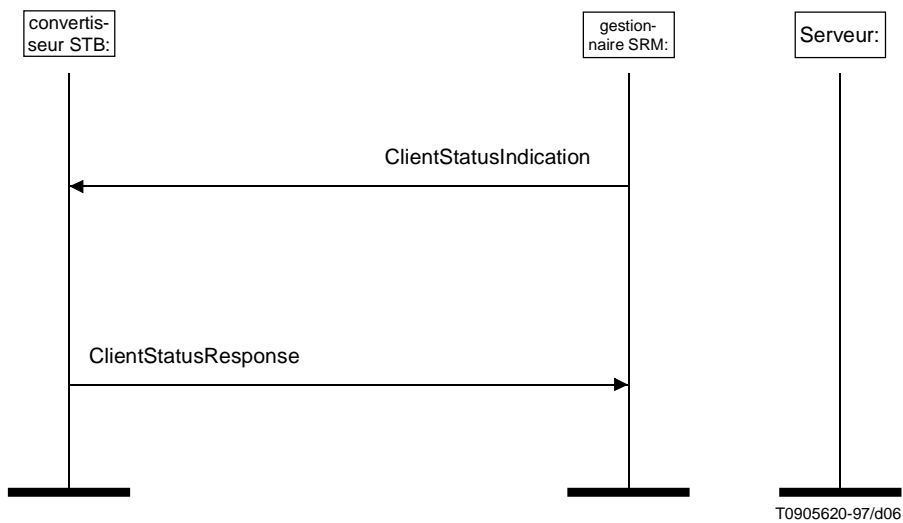 convertis-
seur STB:
gestion-
naire SRM:
Serveur:
ClientStatusIndication
ClientStatusResponse
T0905620-97/d06